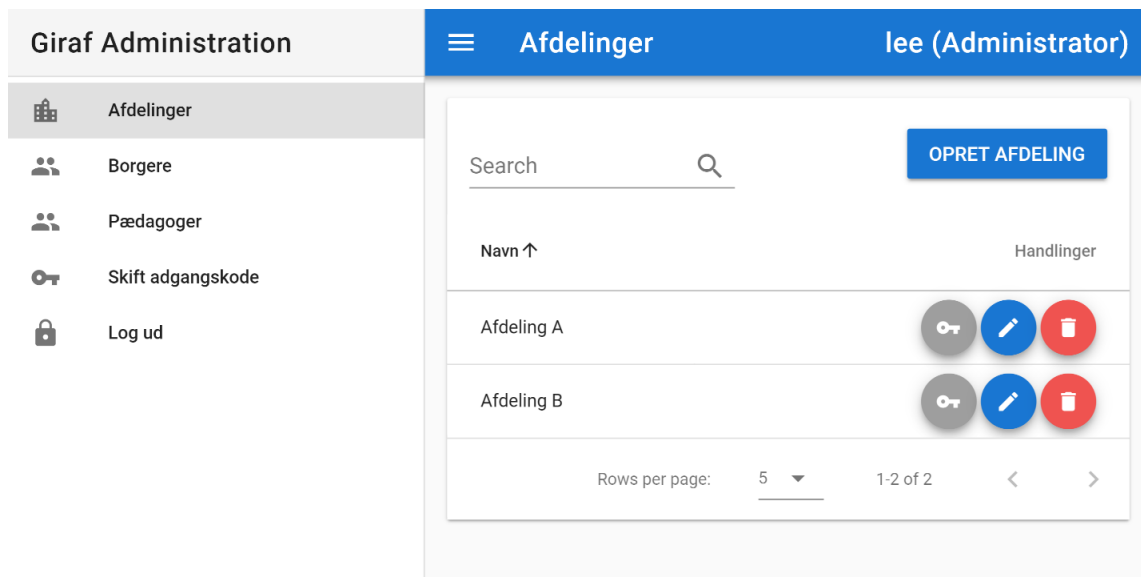 Giraf Administration
Afdelinger
Borgere
Pædagoger
Skift adgangskode
Log ud
Afdelinger lee (Administrator)
Search OPRET AFDELING
Navn Handlinger
Afdeling A
Afdeling B
Rows per page: 5 1-2 of 2